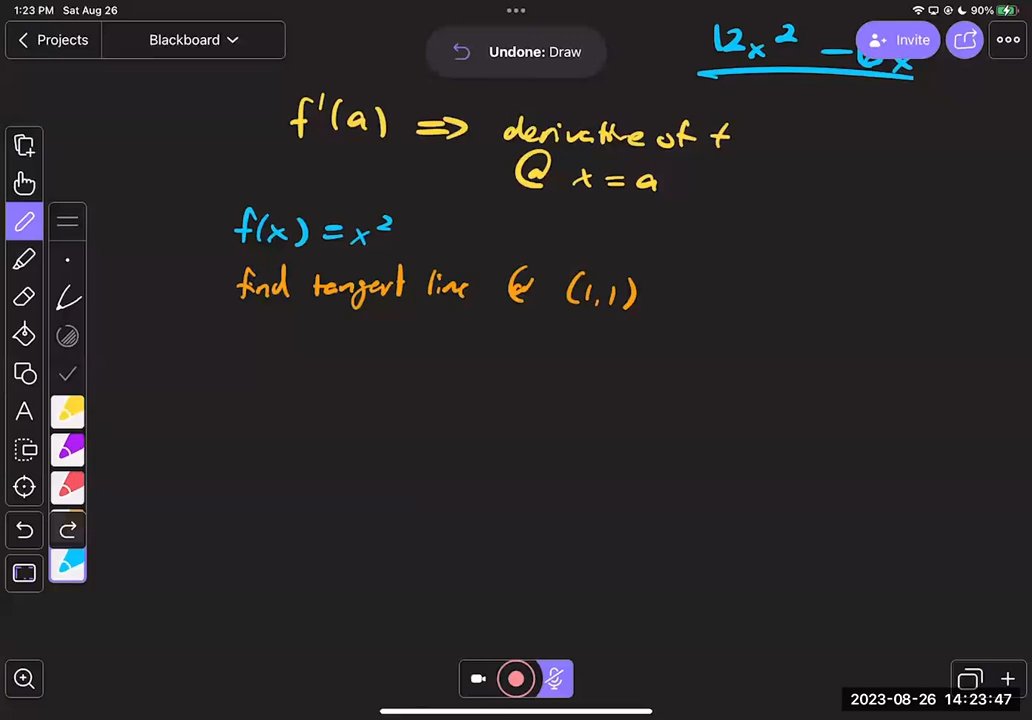 1:23 PM Sat Aug 26
90%
Projects
Blackboard
Undone: Draw
Invite
12x² - 6x
f'(a) => derivative of f
@ x = a
f(x) = x²
find tangent line @ (1,1)
A
2023-08-26 14:23:47